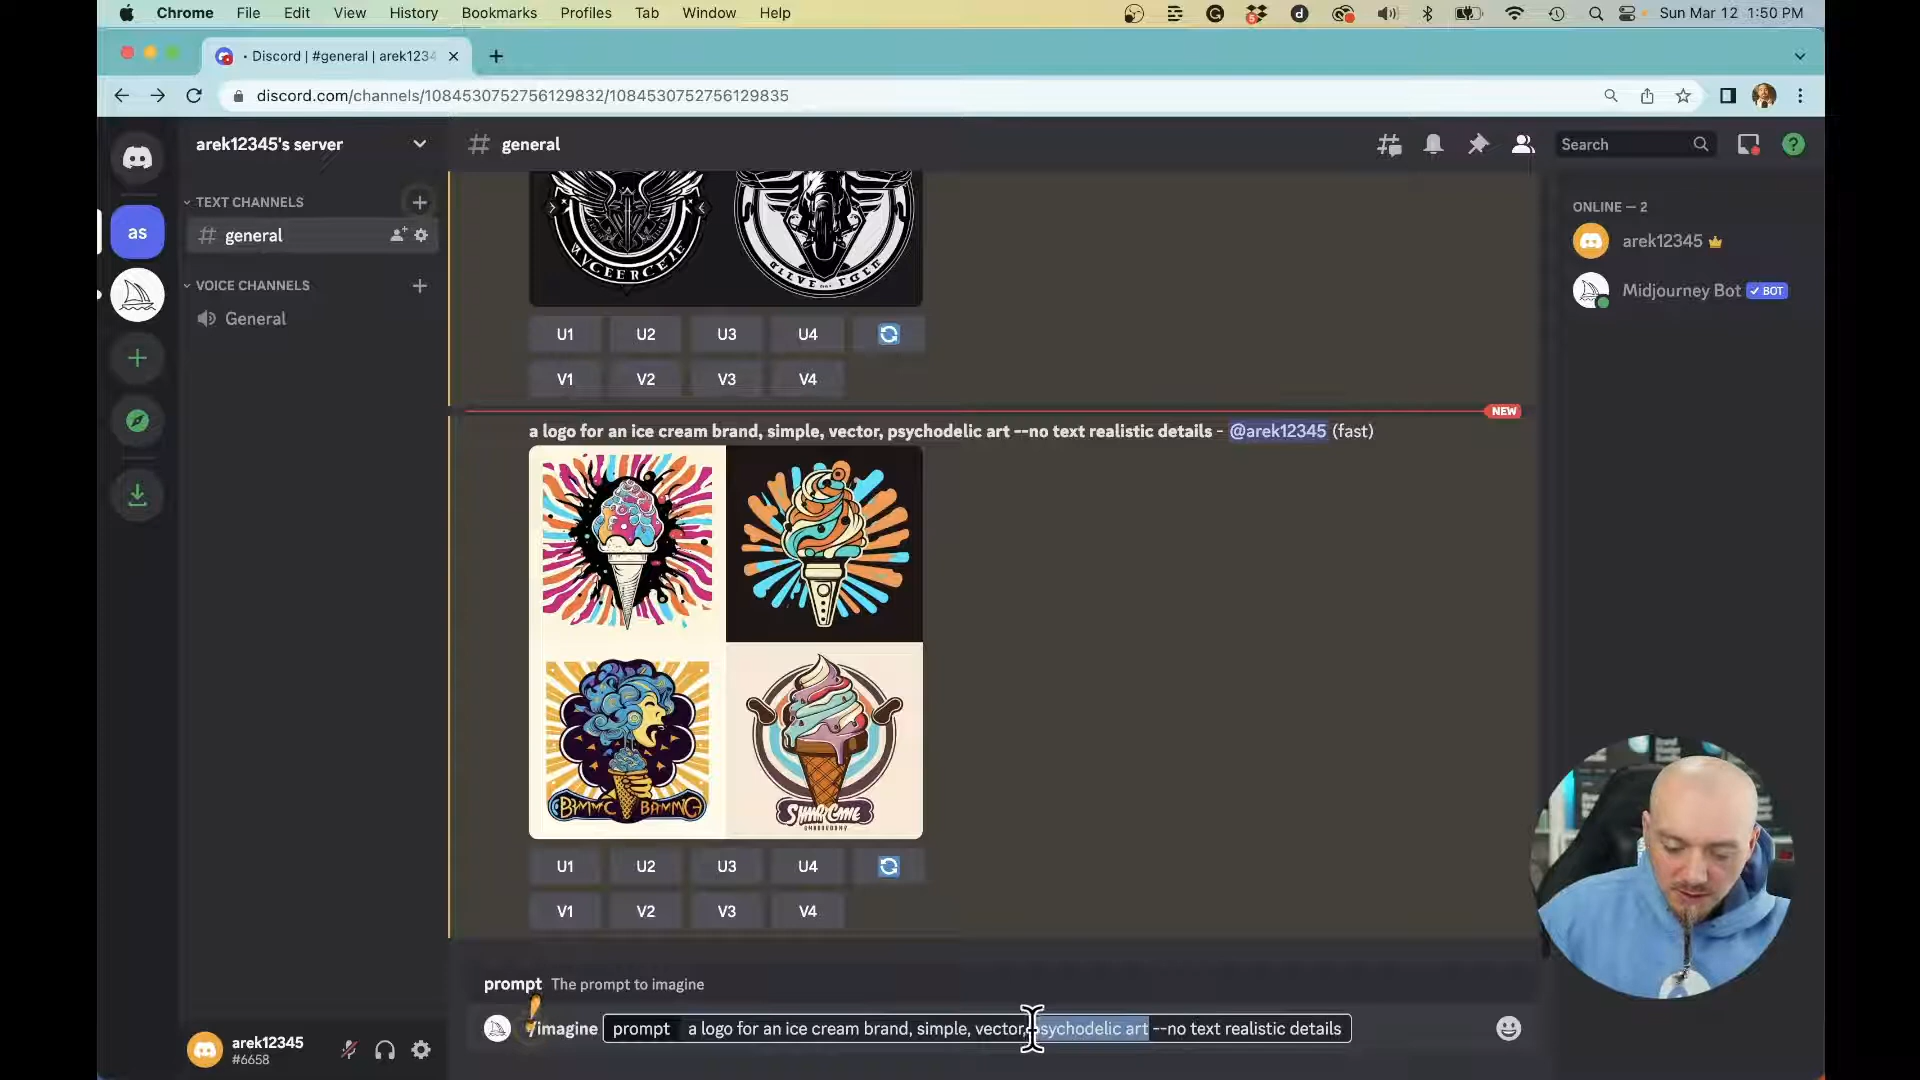 Chrome File Edit View History Bookmarks Profiles Tab Window Help
Sun Mar 12 1:50 PM
Discord | #general | arek1234
discord.com/channels/1084530752756129832/1084530752756129835
arek12345's server
general
Search
TEXT CHANNELS
general
VOICE CHANNELS
General
ONLINE — 2
arek12345
Midjourney Bot BOT
U1 U2 U3 U4
V1 V2 V3 V4
NEW
a logo for an ice cream brand, simple, vector, psychodelic art --no text realistic details - @arek12345 (fast)
BAMMO
U1 U2 U3 U4
V1 V2 V3 V4
prompt The prompt to imagine
/imagine prompt a logo for an ice cream brand, simple, vector, psychodelic art --no text realistic details
arek12345
#6658
as